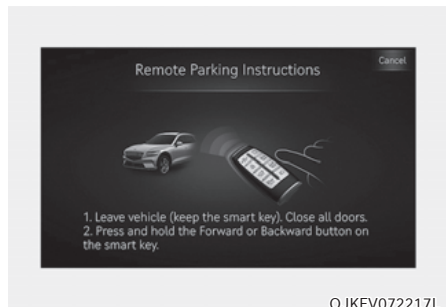 Cancel
Remote Parking Instructions
1. Leave vehicle (keep the smart key). Close all doors.
2. Press and hold the Forward or Backward button on
the smart key.
OJKEV072217L